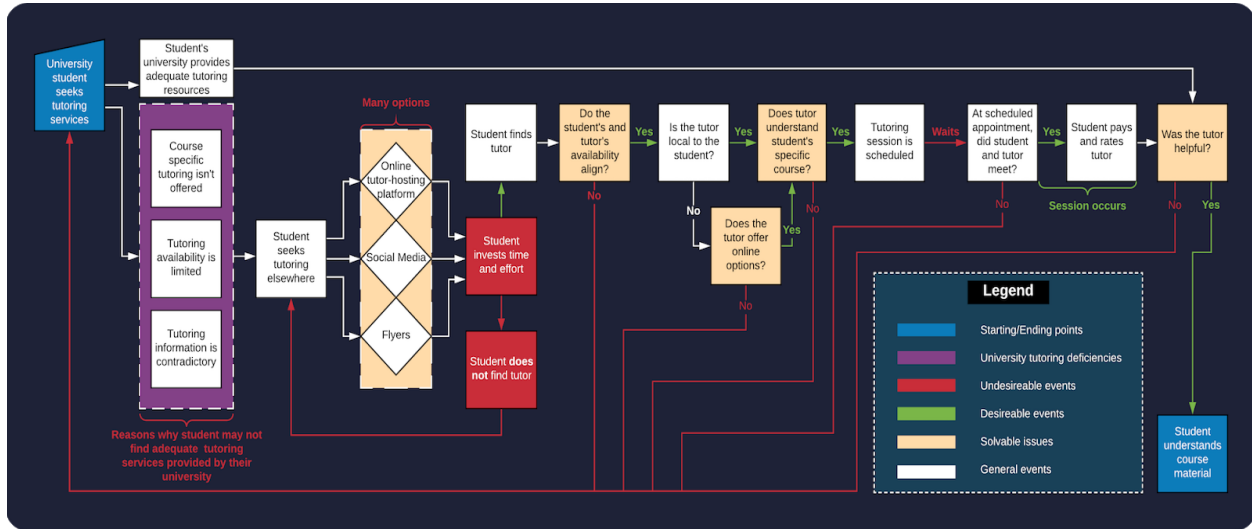 University
student
seeks
tutoring
services
Student's
university provides
adequate tutoring
resources
Course
specific
tutoring isn't
offered
Tutoring
availability is
limited
Tutoring
information is
contradictory
Reasons why student may not
find adequate tutoring
services provided by their
university
Student
seeks
tutoring
elsewhere
Many options
Online
tutor-hosting
platform
Social Media
Flyers
Student finds
tutor
Student
invests time
and effort
Student does
not find tutor
Do the
student's and
tutor's
availability
align?
Yes
No
Is the tutor
local to the
student?
Yes
No
Does the
tutor offer
online
options?
Yes
No
Does tutor
understand
student's
specific
course?
Yes
No
Tutoring
session is
scheduled
Waits
At scheduled
appointment,
did student
and tutor
meet?
Yes
No
Student pays
and rates
tutor
Session occurs
Was the tutor
helpful?
No
Yes
Student
understands
course
material
Legend
Starting/Ending points
University tutoring deficiencies
Undesireable events
Desireable events
Solvable issues
General events